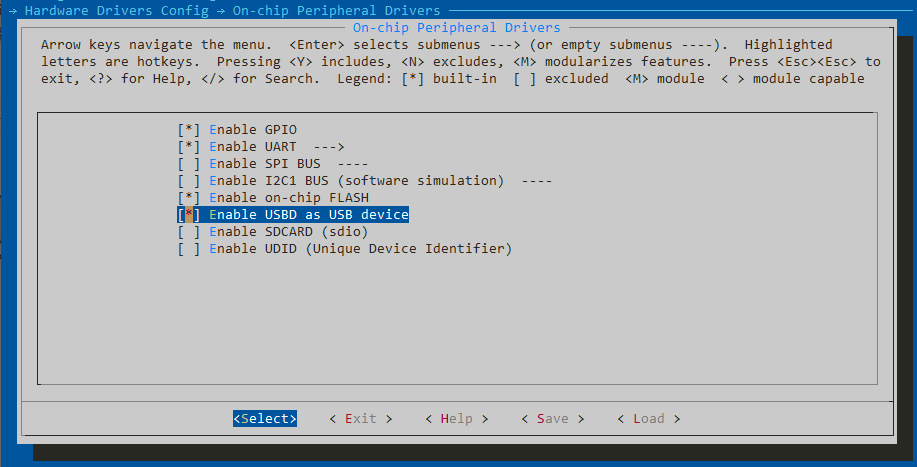 → Hardware Drivers Config → On-chip Peripheral Drivers
On-chip Peripheral Drivers
Arrow keys navigate the menu.  <Enter> selects submenus ---> (or empty submenus ----).  Highlighted
letters are hotkeys.  Pressing <Y> includes, <N> excludes, <M> modularizes features.  Press <Esc><Esc> to
exit, <?> for Help, </> for Search.  Legend: [*] built-in  [ ] excluded  <M> module  < > module capable
[*] Enable GPIO
[*] Enable UART  --->
[ ] Enable SPI BUS  ----
[ ] Enable I2C1 BUS (software simulation)  ----
[*] Enable on-chip FLASH
[*] Enable USBD as USB device
[ ] Enable SDCARD (sdio)
[ ] Enable UDID (Unique Device Identifier)
<Select>    < Exit >    < Help >    < Save >    < Load >